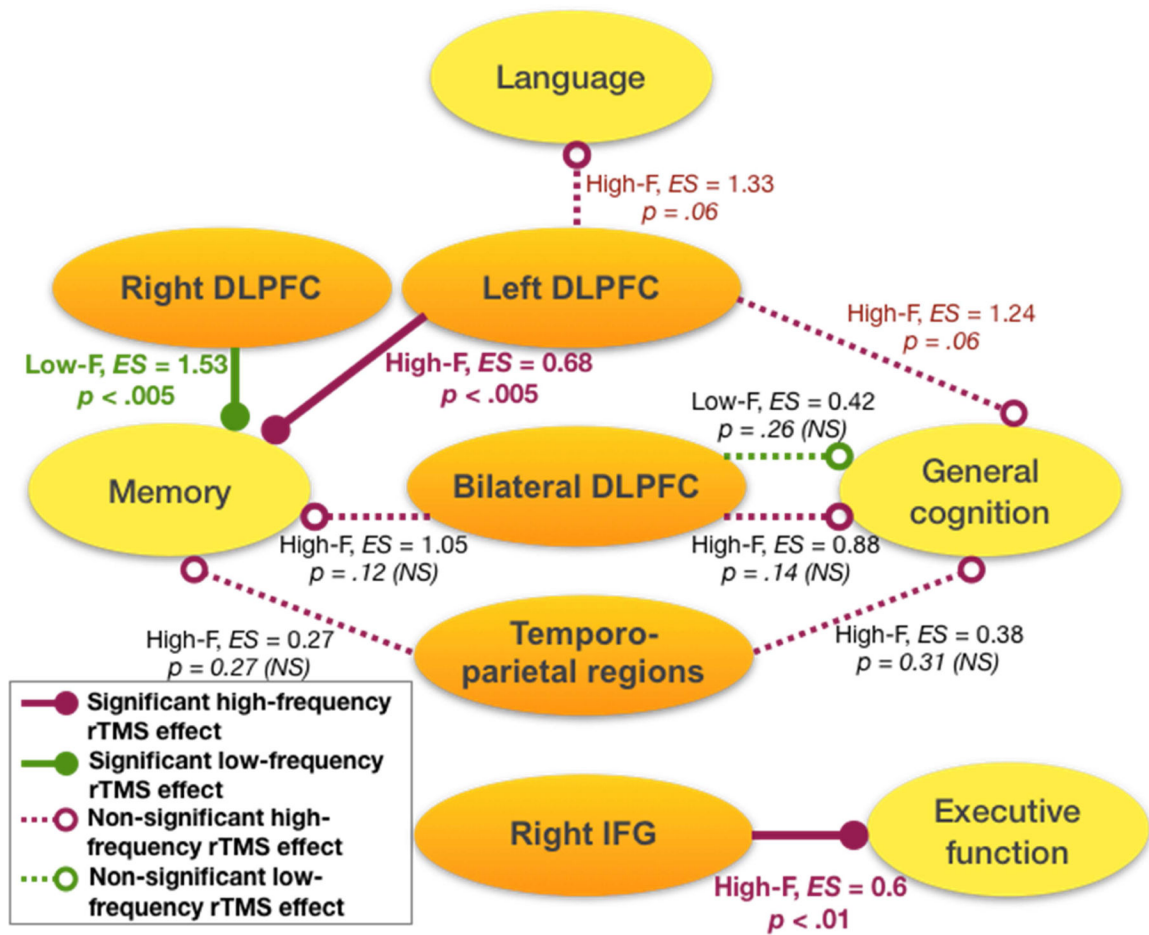 Language
High-F, ES = 1.33
p = .06
Right DLPFC
Left DLPFC
High-F, ES = 1.24
p = .06
Low-F, ES = 1.53
p < .005
High-F, ES = 0.68
p < .005
Low-F, ES = 0.42
p = .26 (NS)
Memory
Bilateral DLPFC
General
cognition
High-F, ES = 1.05
p = .12 (NS)
High-F, ES = 0.88
p = .14 (NS)
Temporo-
parietal regions
High-F, ES = 0.27
p = 0.27 (NS)
High-F, ES = 0.38
p = 0.31 (NS)
Significant high-frequency
rTMS effect
Significant low-frequency
rTMS effect
Non-significant high-
frequency rTMS effect
Non-significant low-
frequency rTMS effect
Right IFG
Executive
function
High-F, ES = 0.6
p < .01